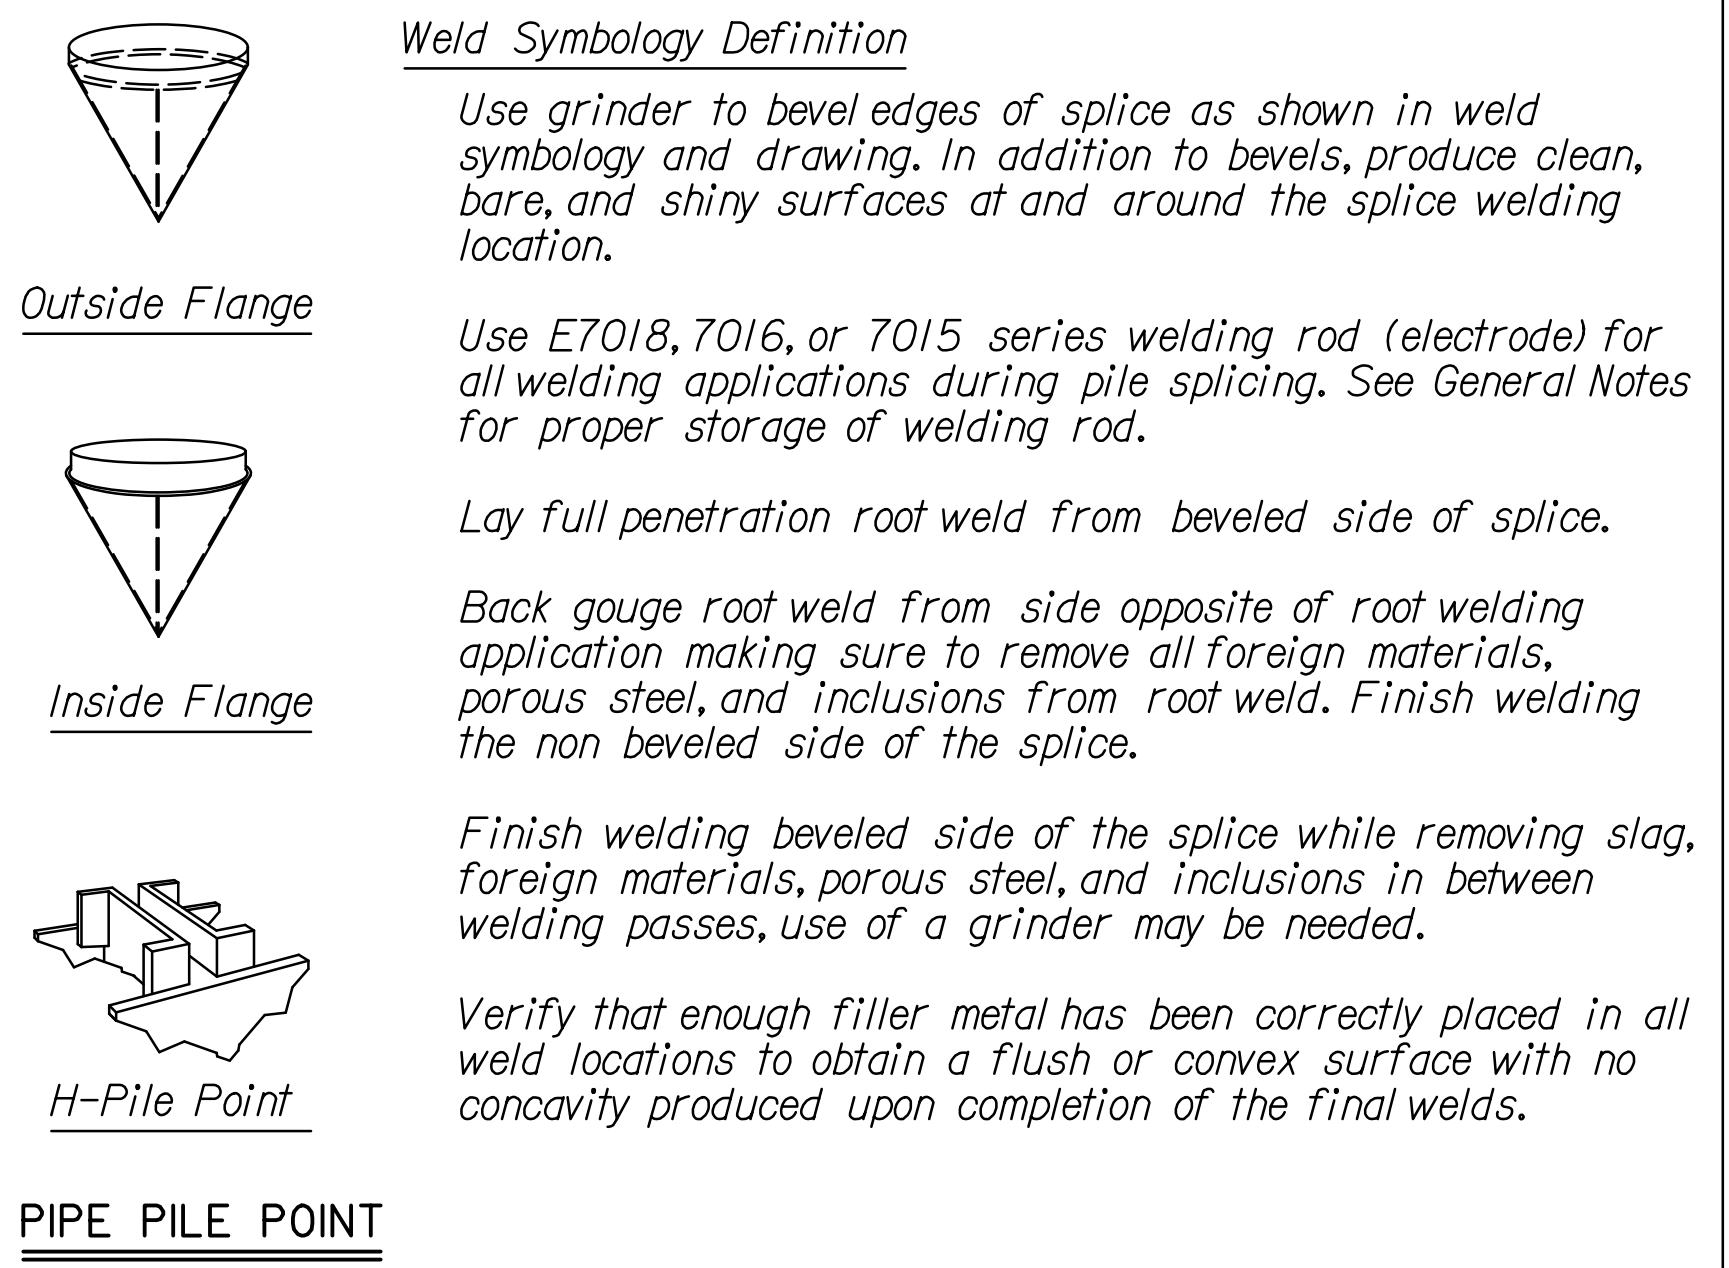 Outside Flange
Inside Flange
H-Pile Point
PIPE PILE POINT
Weld Symbology Definition
Use grinder to bevel edges of splice as shown in weld
symbology and drawing. In addition to bevels, produce clean,
bare, and shiny surfaces at and around the splice welding
location.
Use E7018, 7016, or 7015 series welding rod (electrode) for
all welding applications during pile splicing. See General Notes
for proper storage of welding rod.
Lay full penetration root weld from beveled side of splice.
Back gouge root weld from side opposite of root welding
application making sure to remove all foreign materials,
porous steel, and inclusions from root weld. Finish welding
the non beveled side of the splice.
Finish welding beveled side of the splice while removing slag,
foreign materials, porous steel, and inclusions in between
welding passes, use of a grinder may be needed.
Verify that enough filler metal has been correctly placed in all
weld locations to obtain a flush or convex surface with no
concavity produced upon completion of the final welds.